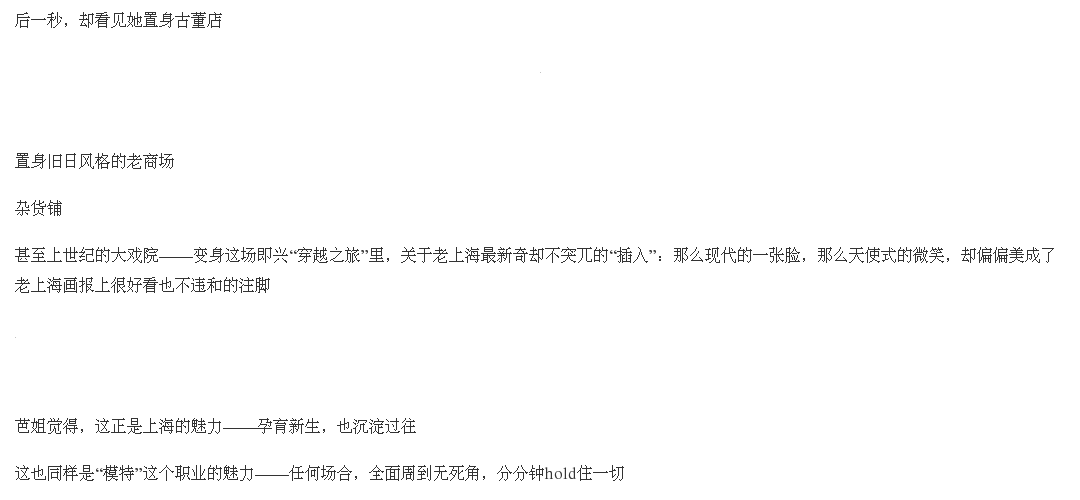 后一秒，却看见她置身古董店
置身旧日风格的老商场
杂货铺
甚至上世纪的大戏院——变身这场即兴“穿越之旅”里，关于老上海最新奇却不突兀的“插入”：那么现代的一张脸，那么天使式的微笑，却偏偏美成了
老上海画报上很好看也不违和的注脚
芭姐觉得，这正是上海的魅力——孕育新生，也沉淀过往
这也同样是“模特”这个职业的魅力——任何场合，全面周到无死角，分分钟hold住一切